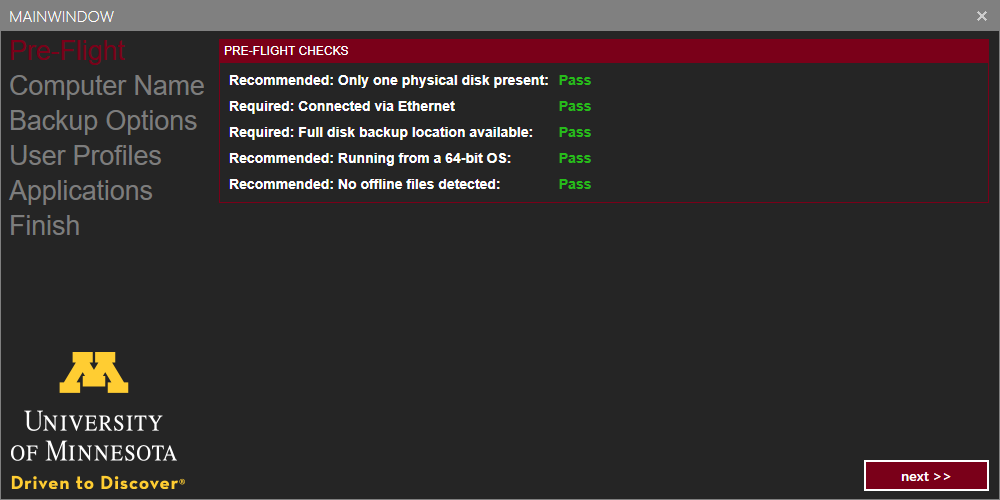 MAINWINDOW
Pre-Flight
Computer Name
Backup Options
User Profiles
Applications
Finish
PRE-FLIGHT CHECKS
Recommended: Only one physical disk present: Pass
Required: Connected via Ethernet Pass
Required: Full disk backup location available: Pass
Recommended: Running from a 64-bit OS: Pass
Recommended: No offline files detected: Pass
M
UNIVERSITY
OF MINNESOTA
Driven to Discover®
next >>